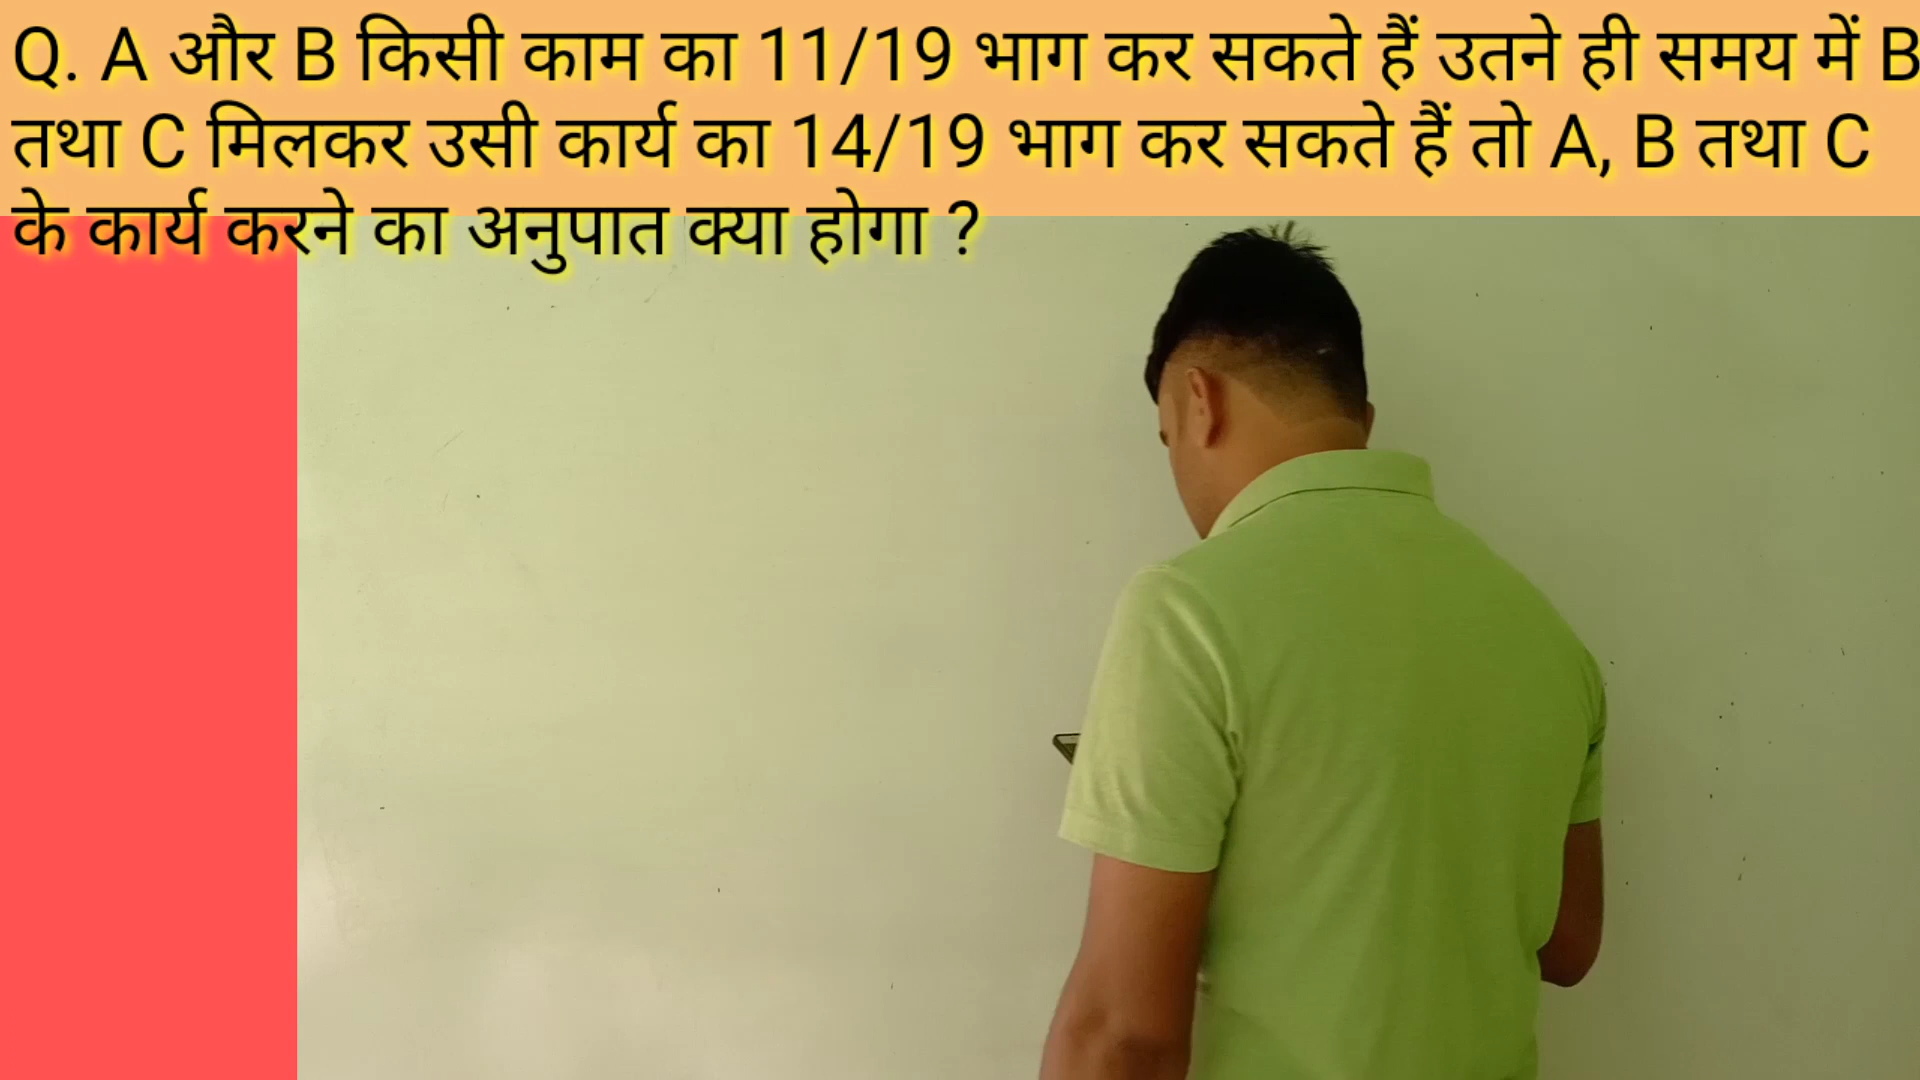 Q. A और B किसी काम का 11/19 भाग कर सकते हैं उतने ही समय में B
तथा C मिलकर उसी कार्य का 14/19 भाग कर सकते हैं तो A, B तथा C
के कार्य करने का अनुपात क्या होगा ?